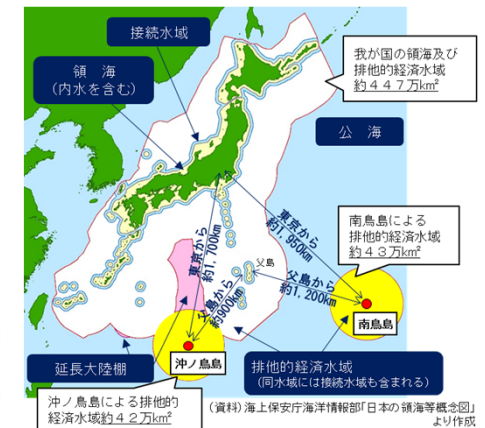 接続水域
領 海
(内水を含む)
我が国の領海及び
排他的経済水域
約447万km²
公 海
南鳥島による
排他的経済水域
約43万km²
東京から
約1,700km
東京から
約1,950km
父島
父島から
約900km
父島から
約1,200km
南鳥島
沖ノ鳥島
延長大陸棚
排他的経済水域
(同水域には接続水域も含まれる)
沖ノ鳥島による排他的
経済水域約42万km²
(資料)海上保安庁海洋情報部「日本の領海等概念図」
より作成